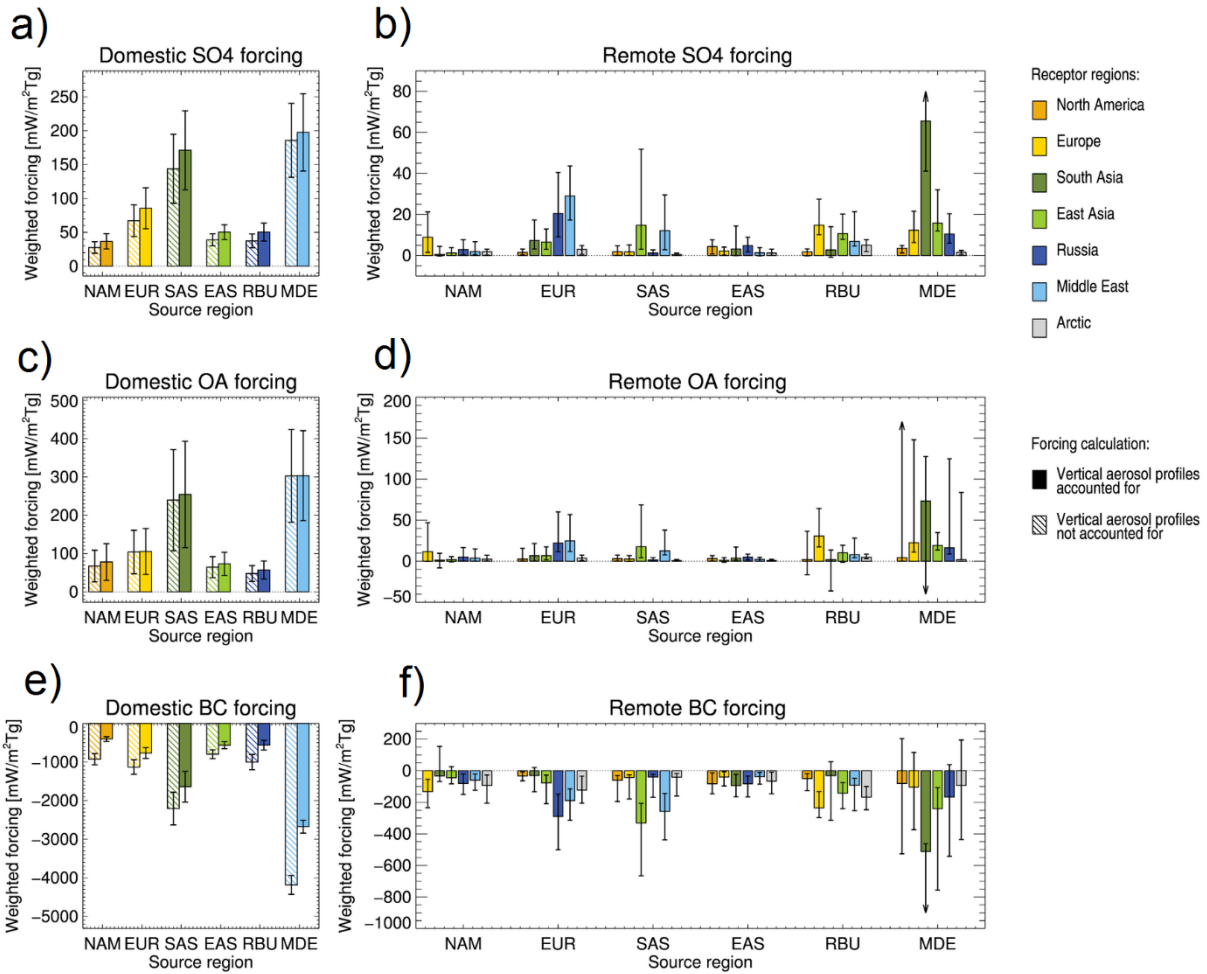 a)
Domestic SO4 forcing
Weighted forcing [mW/m²Tg]
250
200
150
100
50
0
NAM EUR SAS EAS RBU MDE
Source region
b)
Remote SO4 forcing
Weighted forcing [mW/m²Tg]
80
60
40
20
0
NAM EUR SAS EAS RBU MDE
Source region
Receptor regions:
North America
Europe
South Asia
East Asia
Russia
Middle East
Arctic
c)
Domestic OA forcing
Weighted forcing [mW/m²Tg]
500
400
300
200
100
0
NAM EUR SAS EAS RBU MDE
Source region
d)
Remote OA forcing
Weighted forcing [mW/m²Tg]
200
150
100
50
0
−50
NAM EUR SAS EAS RBU MDE
Source region
Forcing calculation:
Vertical aerosol profiles
accounted for
Vertical aerosol profiles
not accounted for
e)
Domestic BC forcing
Weighted forcing [mW/m²Tg]
0
−1000
−2000
−3000
−4000
−5000
NAM EUR SAS EAS RBU MDE
Source region
f)
Remote BC forcing
Weighted forcing [mW/m²Tg]
200
0
−200
−400
−600
−800
−1000
NAM EUR SAS EAS RBU MDE
Source region